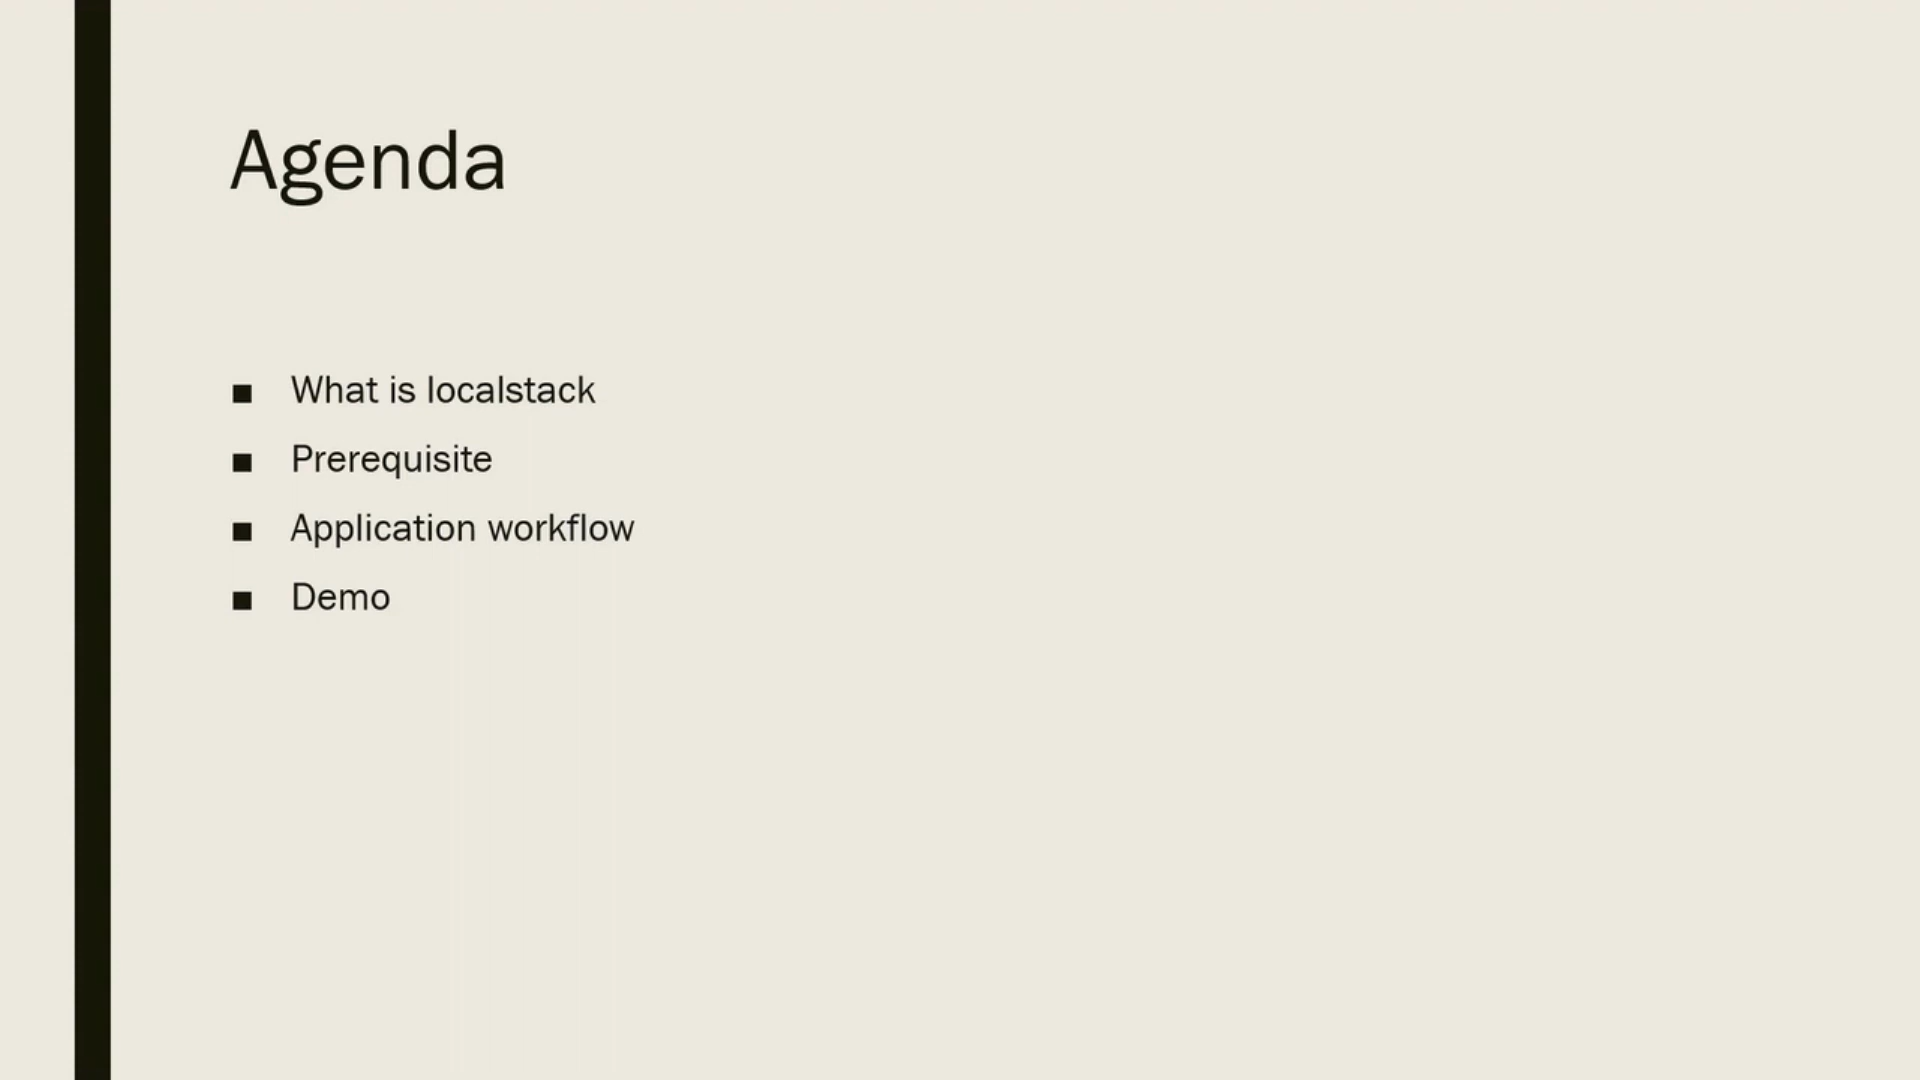 Agenda
■ What is localstack
■ Prerequisite
■ Application workflow
■ Demo